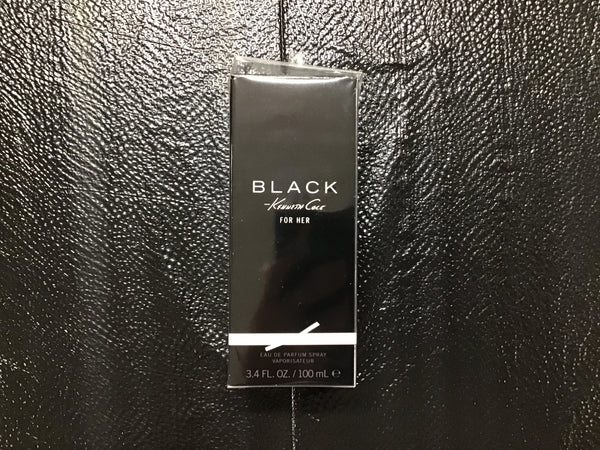 BLACK
Kenneth Cole
FOR HER
EAU DE PARFUM SPRAY
VAPORISATEUR
3.4 FL. OZ. / 100 mL ℮